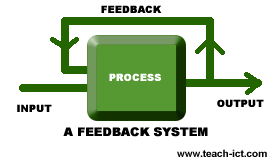 FEEDBACK
PROCESS
INPUT
OUTPUT
A FEEDBACK SYSTEM
www.teach-ict.com